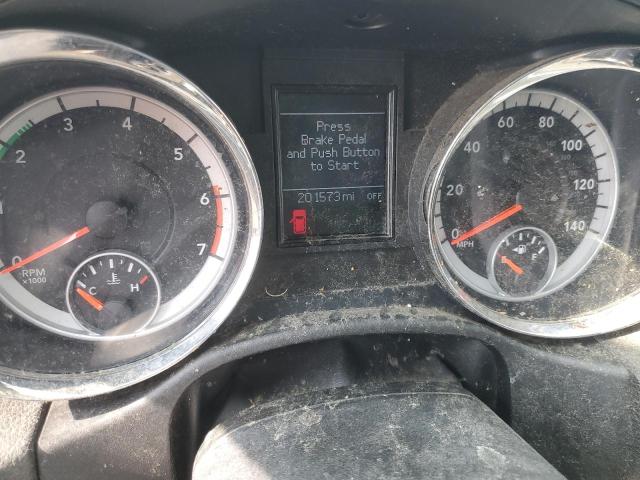 Press
Brake Pedal
and Push Button
to Start
201573 mi OFF
0 1 2 3 4 5 6 7
RPM
x1000
C H
0 20 40 60 80 100 120 140
MPH
F